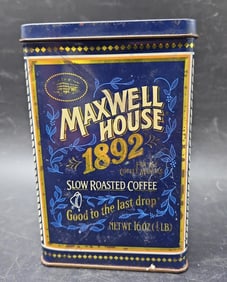 MAXWELL
HOUSE
1892
SLOW ROASTED COFFEE
Good to the last drop
NET WT. 16 OZ. (1 LB)